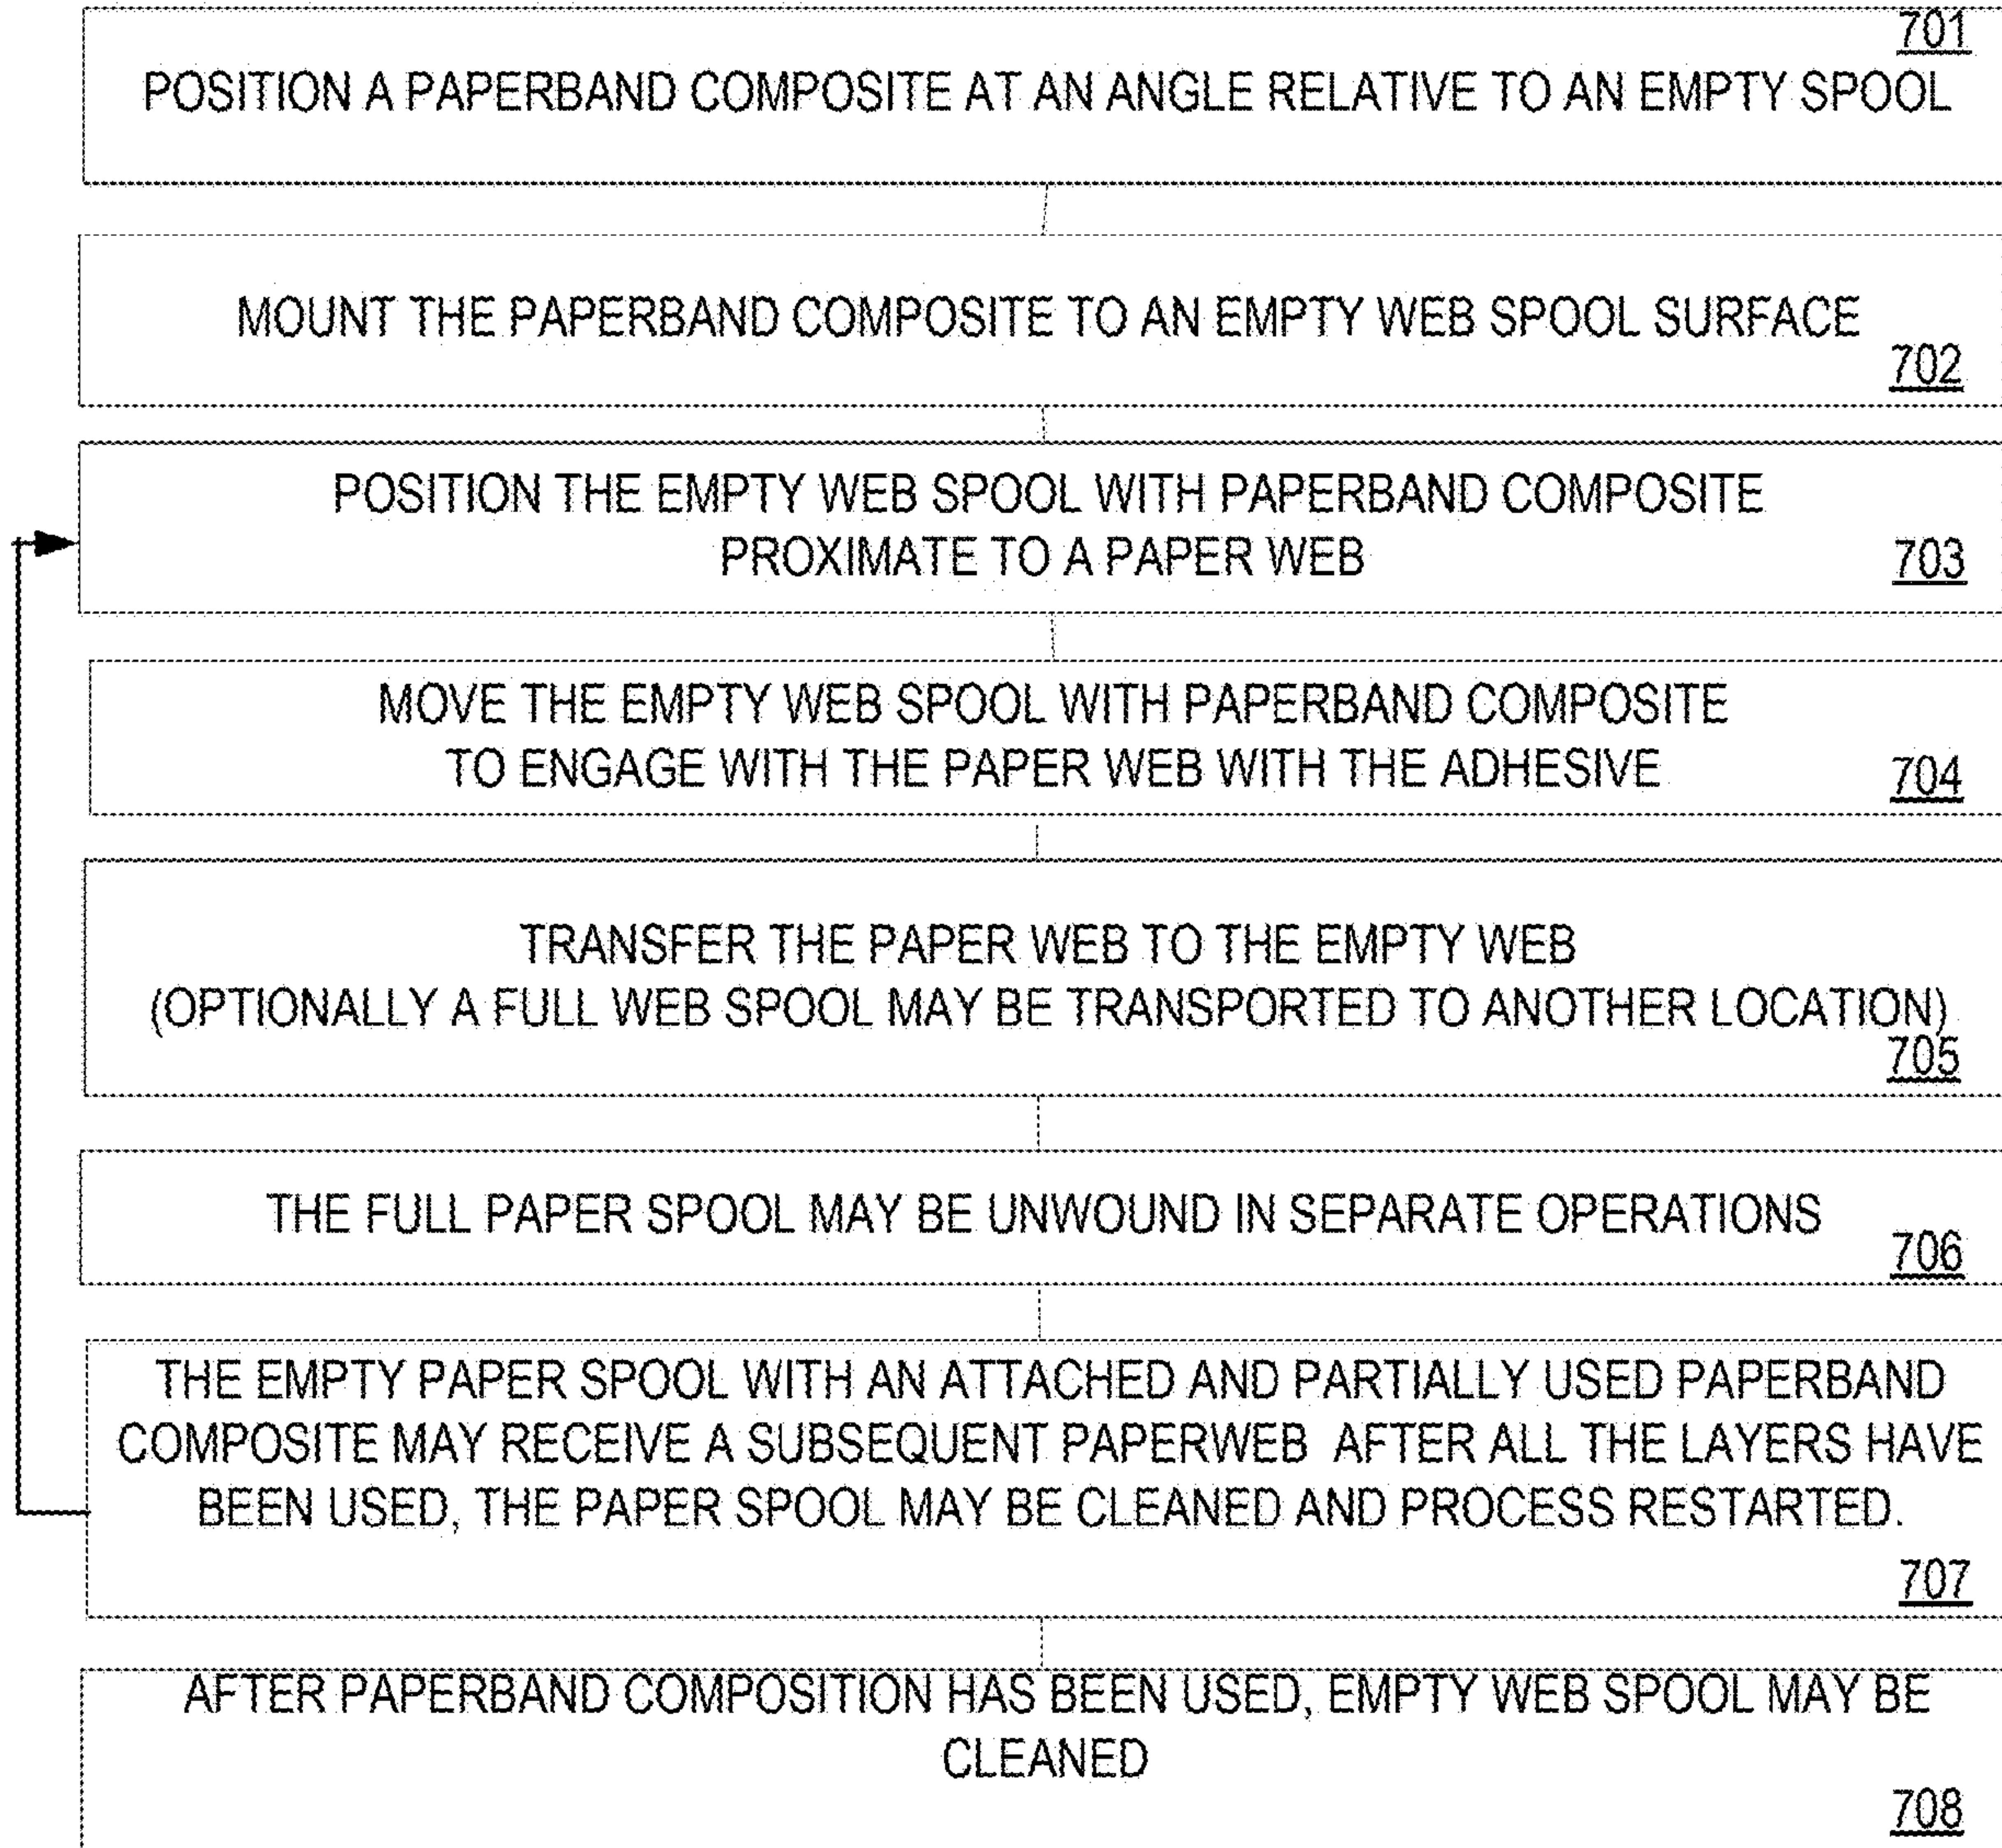 701
POSITION A PAPERBAND COMPOSITE AT AN ANGLE RELATIVE TO AN EMPTY SPOOL
MOUNT THE PAPERBAND COMPOSITE TO AN EMPTY WEB SPOOL SURFACE
702
POSITION THE EMPTY WEB SPOOL WITH PAPERBAND COMPOSITE
PROXIMATE TO A PAPER WEB
703
MOVE THE EMPTY WEB SPOOL WITH PAPERBAND COMPOSITE
TO ENGAGE WITH THE PAPER WEB WITH THE ADHESIVE
704
TRANSFER THE PAPER WEB TO THE EMPTY WEB
(OPTIONALLY A FULL WEB SPOOL MAY BE TRANSPORTED TO ANOTHER LOCATION)
705
THE FULL PAPER SPOOL MAY BE UNWOUND IN SEPARATE OPERATIONS
706
THE EMPTY PAPER SPOOL WITH AN ATTACHED AND PARTIALLY USED PAPERBAND
COMPOSITE MAY RECEIVE A SUBSEQUENT PAPERWEB AFTER ALL THE LAYERS HAVE
BEEN USED, THE PAPER SPOOL MAY BE CLEANED AND PROCESS RESTARTED.
707
AFTER PAPERBAND COMPOSITION HAS BEEN USED, EMPTY WEB SPOOL MAY BE
CLEANED
708